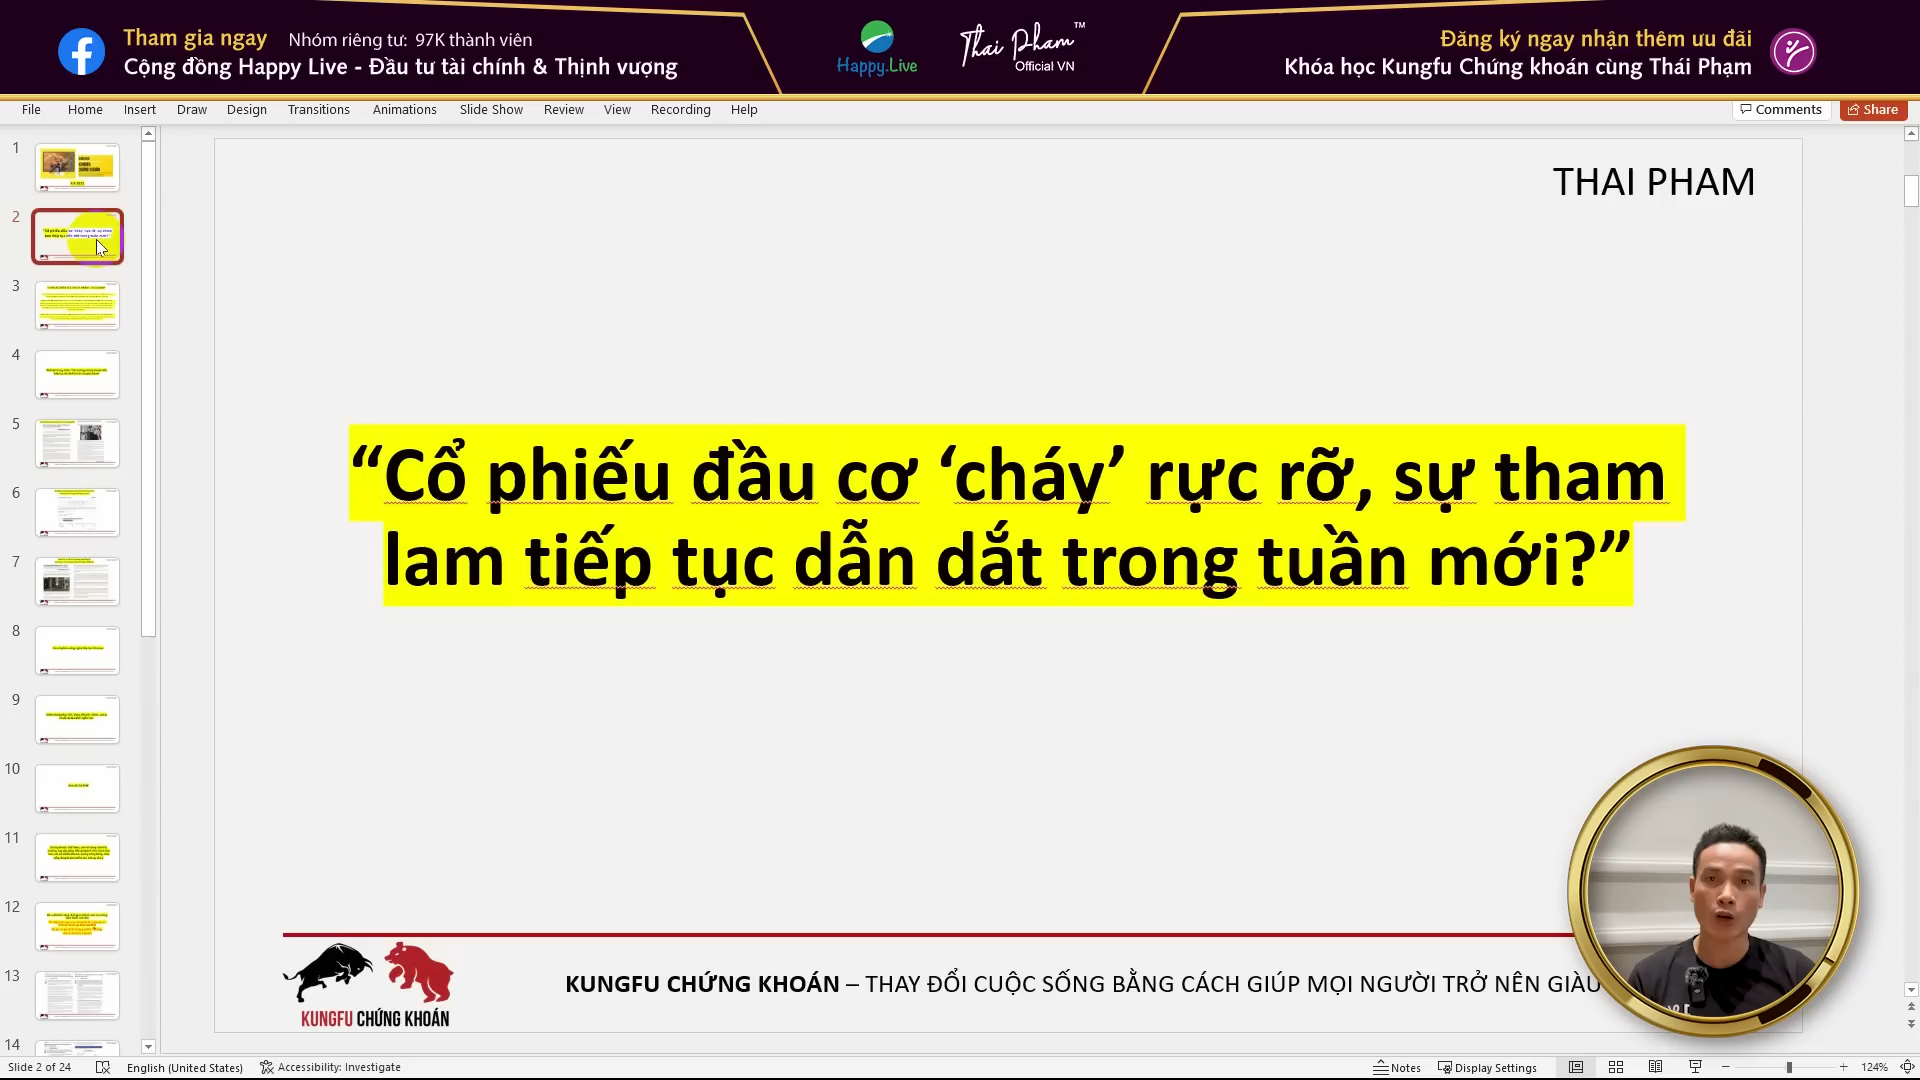 Tham gia ngay Nhóm riêng tư: 97K thành viên
Cộng đồng Happy Live - Đầu tư tài chính & Thịnh vượng
Happy.Live
Thai Pham™
Official VN
Đăng ký ngay nhận thêm ưu đãi
Khóa học Kungfu Chứng khoán cùng Thái Phạm
File Home Insert Draw Design Transitions Animations Slide Show Review View Recording Help
Comments Share
1
2
3
4
5
6
7
8
9
10
11
12
13
14
THAI PHAM
“Cổ phiếu đầu cơ ‘cháy’ rực rỡ, sự tham
lam tiếp tục dẫn dắt trong tuần mới?”
KUNGFU CHỨNG KHOÁN
KUNGFU CHỨNG KHOÁN – THAY ĐỔI CUỘC SỐNG BẰNG CÁCH GIÚP MỌI NGƯỜI TRỞ NÊN GIÀU
Slide 2 of 24 English (United States) Accessibility: Investigate Notes Display Settings 124%